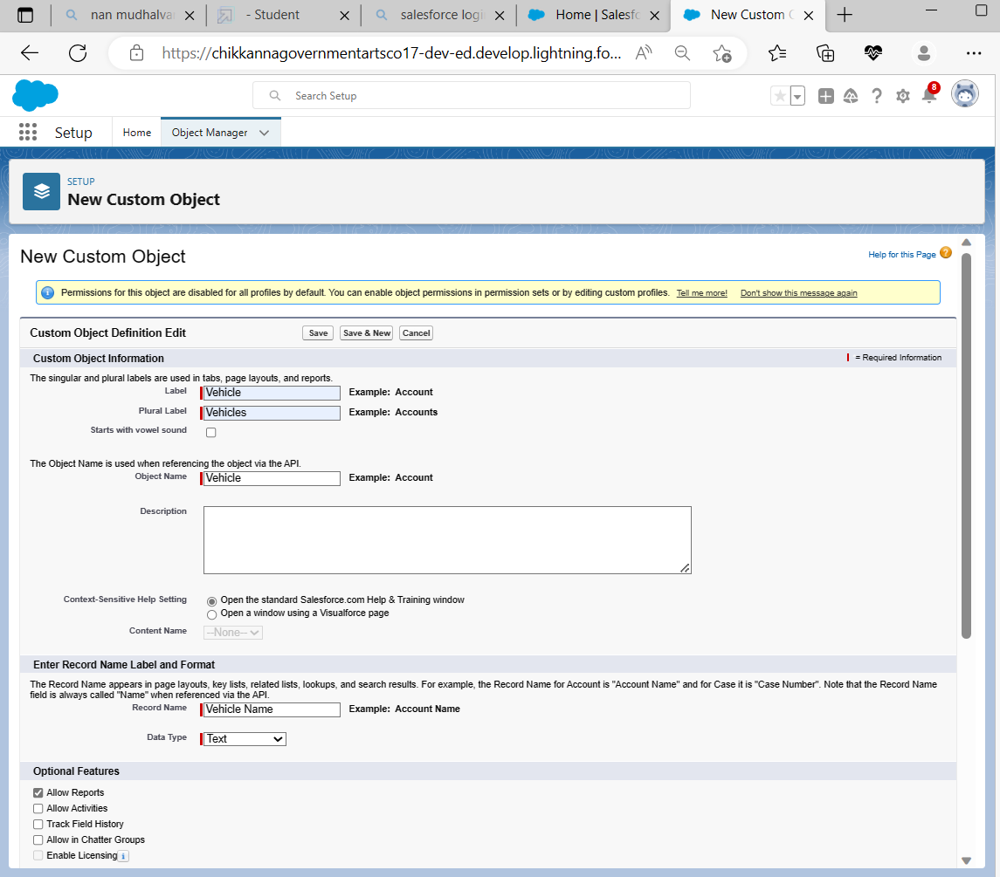 nan mudhalva
- Student
salesforce logi
Home | Salesf
New Custom
https://chikkannagovernmentartsco17-dev-ed.develop.lightning.fo...
Search Setup
8
Setup
Home
Object Manager
SETUP
New Custom Object
New Custom Object
Help for this Page
Permissions for this object are disabled for all profiles by default. You can enable object permissions in permission sets or by editing custom profiles. Tell me more! Don't show this message again
Custom Object Definition Edit Save Save & New Cancel
Custom Object Information = Required Information
The singular and plural labels are used in tabs, page layouts, and reports.
Label Vehicle Example: Account
Plural Label Vehicles Example: Accounts
Starts with vowel sound
The Object Name is used when referencing the object via the API.
Object Name Vehicle Example: Account
Description
Context-Sensitive Help Setting Open the standard Salesforce.com Help & Training window
Open a window using a Visualforce page
Content Name --None--
Enter Record Name Label and Format
The Record Name appears in page layouts, key lists, related lists, lookups, and search results. For example, the Record Name for Account is "Account Name" and for Case it is "Case Number". Note that the Record Name
field is always called "Name" when referenced via the API.
Record Name Vehicle Name Example: Account Name
Data Type Text
Optional Features
Allow Reports
Allow Activities
Track Field History
Allow in Chatter Groups
Enable Licensing i